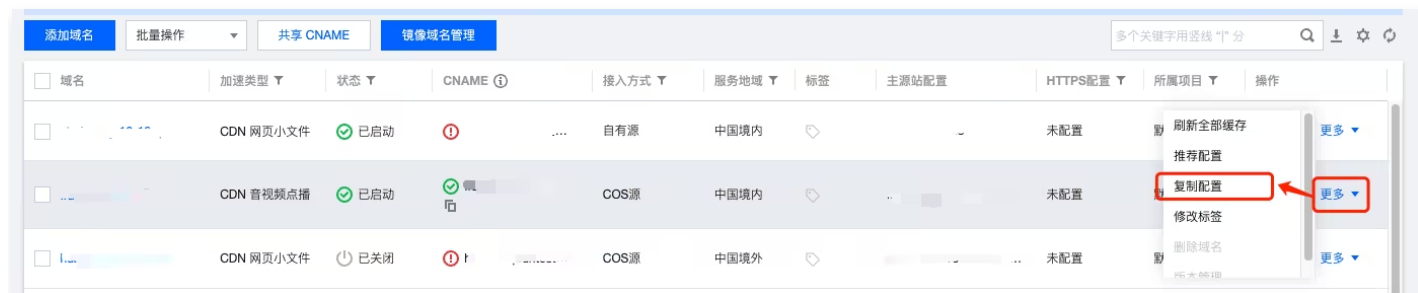 添加域名 批量操作 共享 CNAME 镜像域名管理 多个关键字用竖线 "|" 分
域名 加速类型 状态 CNAME 接入方式 服务地域 标签 主源站配置 HTTPS配置 所属项目 操作
CDN 网页小文件 已启动 ... 自有源 中国境内 未配置 默 更多
CDN 音视频点播 已启动 COS源 中国境内 未配置 更多
CDN 网页小文件 已关闭 COS源 中国境外 ... 未配置 默 更多
刷新全部缓存
推荐配置
复制配置
修改标签
删除域名
版本管理